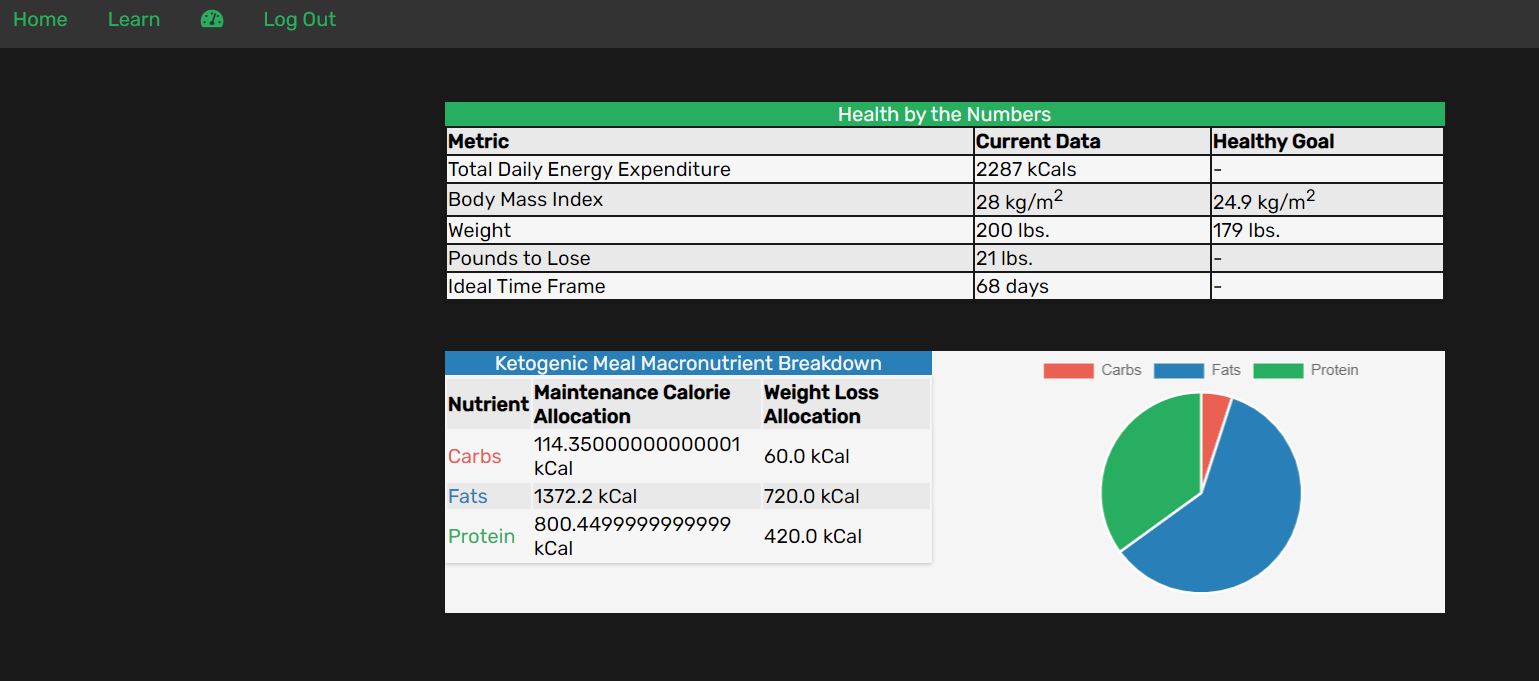 Home Learn Log Out
Health by the Numbers
Metric Current Data Healthy Goal
Total Daily Energy Expenditure 2287 kCals -
Body Mass Index 28 kg/m² 24.9 kg/m²
Weight 200 lbs. 179 lbs.
Pounds to Lose 21 lbs. -
Ideal Time Frame 68 days -
Ketogenic Meal Macronutrient Breakdown
Nutrient Maintenance Calorie Allocation Weight Loss Allocation
Carbs 114.35000000000001 kCal 60.0 kCal
Fats 1372.2 kCal 720.0 kCal
Protein 800.4499999999999 kCal 420.0 kCal
Carbs Fats Protein